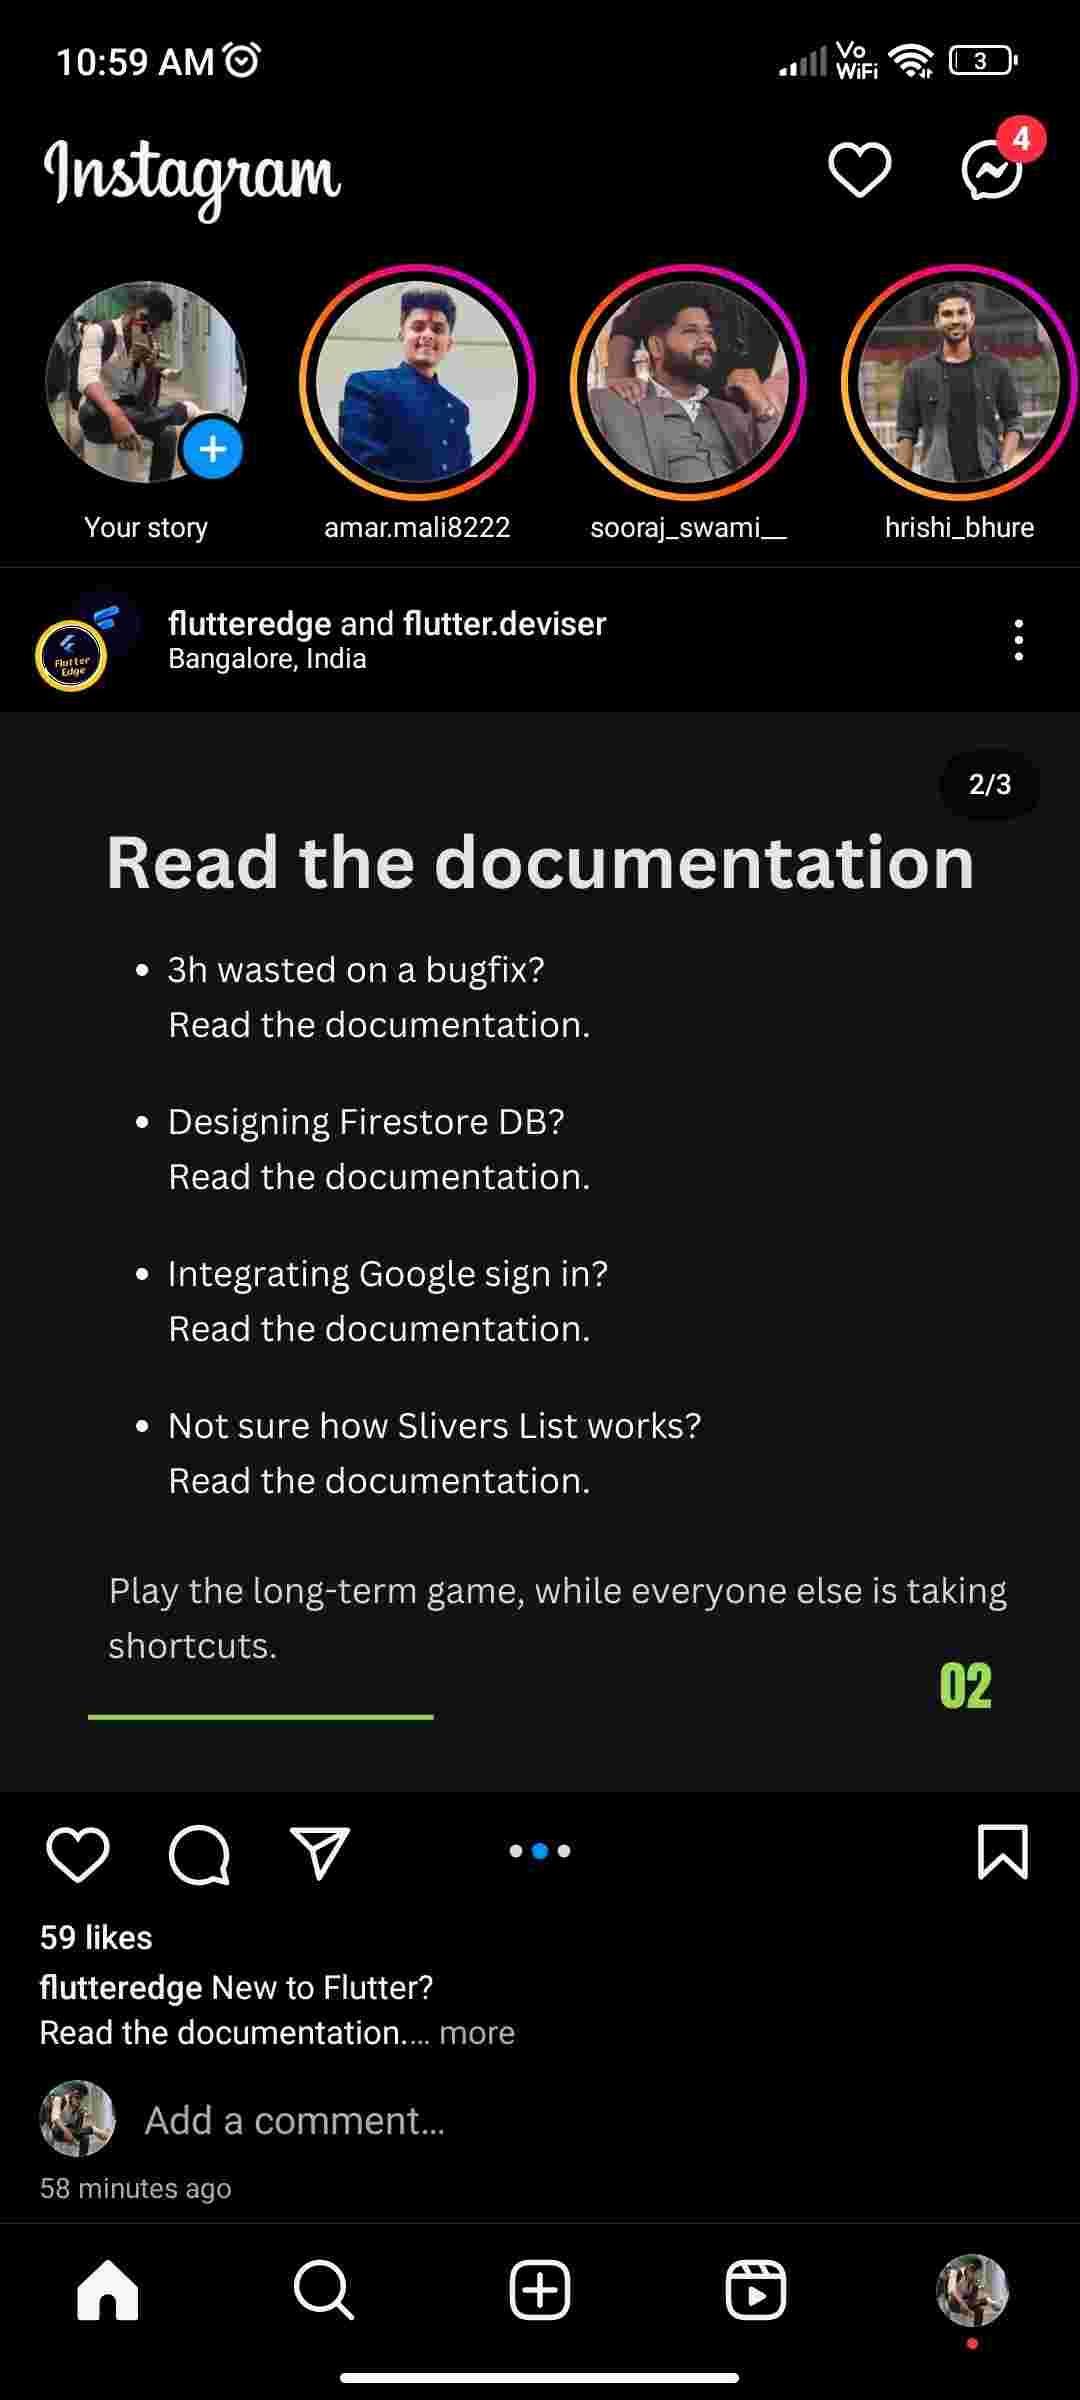 10:59 AM
Vo
WiFi
3
Instagram
4
Your story
amar.mali8222
sooraj_swami__
hrishi_bhure
flutteredge and flutter.deviser
Bangalore, India
Flutter
Edge
2/3
Read the documentation
• 3h wasted on a bugfix?
Read the documentation.
• Designing Firestore DB?
Read the documentation.
• Integrating Google sign in?
Read the documentation.
• Not sure how Slivers List works?
Read the documentation.
Play the long-term game, while everyone else is taking
shortcuts.
02
59 likes
flutteredge New to Flutter?
Read the documentation.... more
Add a comment...
58 minutes ago